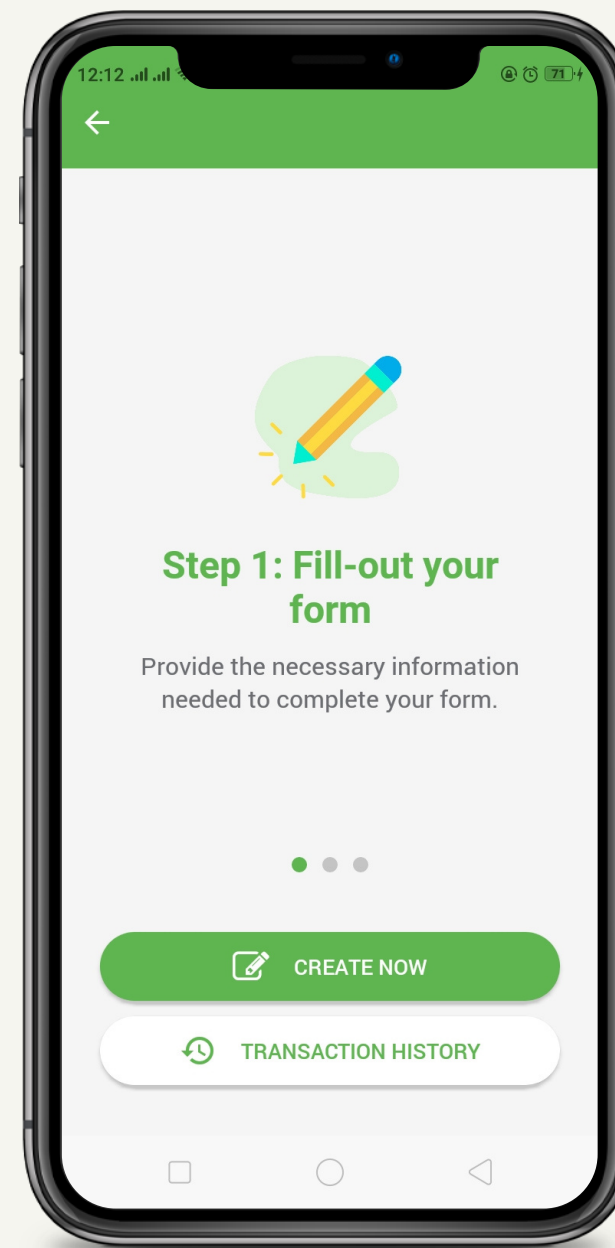 12:12
71
Step 1: Fill-out your
form
Provide the necessary information
needed to complete your form.
CREATE NOW
TRANSACTION HISTORY